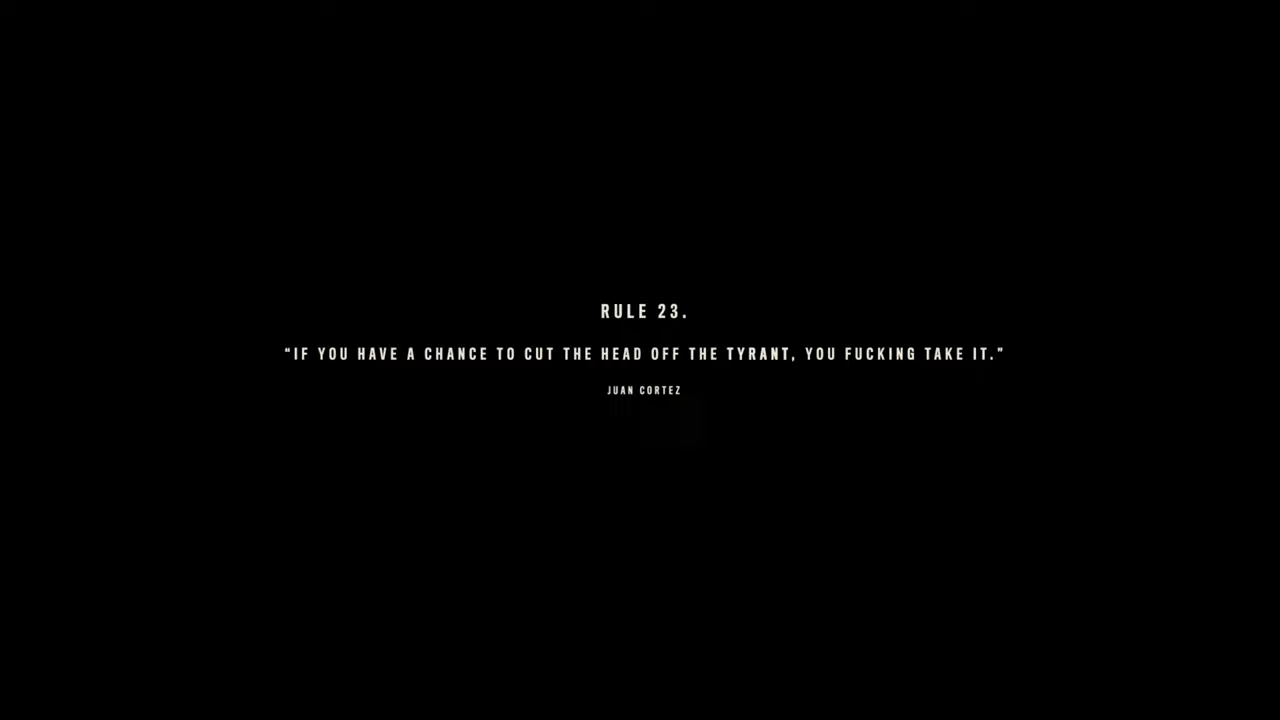 RULE 23.
“IF YOU HAVE A CHANCE TO CUT THE HEAD OFF THE TYRANT, YOU FUCKING TAKE IT.”
JUAN CORTEZ